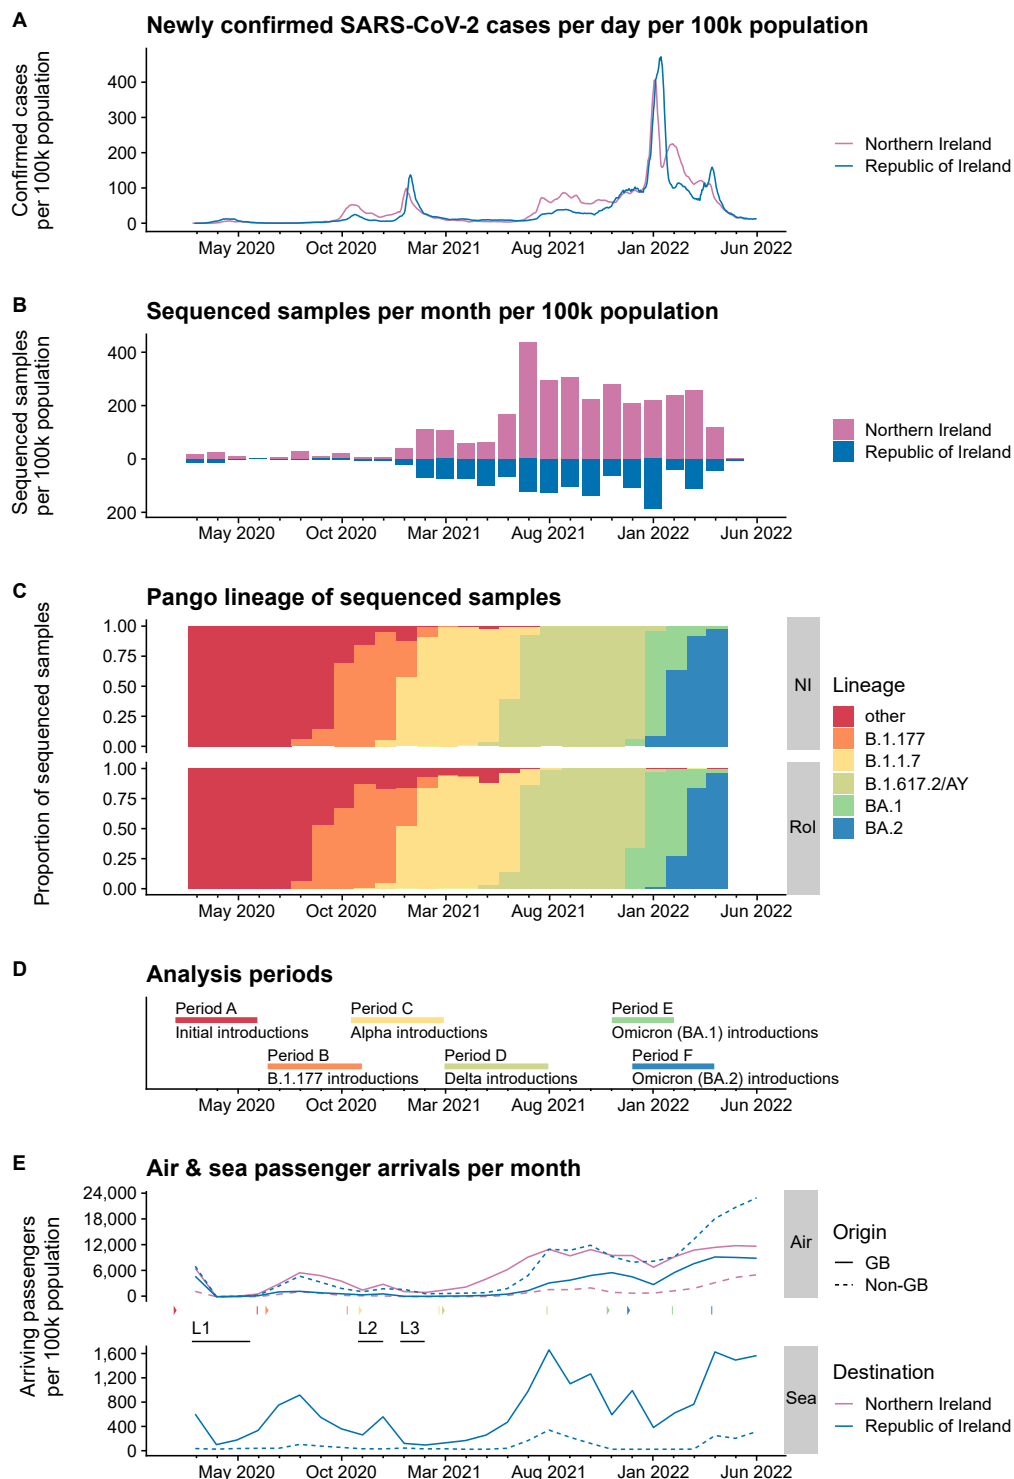 A
Newly confirmed SARS-CoV-2 cases per day per 100k population
Confirmed cases
per 100k population
400
300
200
100
0
May 2020 Oct 2020 Mar 2021 Aug 2021 Jan 2022 Jun 2022
Northern Ireland
Republic of Ireland
B
Sequenced samples per month per 100k population
Sequenced samples
per 100k population
400
200
0
200
May 2020 Oct 2020 Mar 2021 Aug 2021 Jan 2022 Jun 2022
Northern Ireland
Republic of Ireland
C
Pango lineage of sequenced samples
Proportion of sequenced samples
1.00
0.75
0.50
0.25
0.00
NI
1.00
0.75
0.50
0.25
0.00
RoI
May 2020 Oct 2020 Mar 2021 Aug 2021 Jan 2022 Jun 2022
Lineage
other
B.1.177
B.1.1.7
B.1.617.2/AY
BA.1
BA.2
D
Analysis periods
Period A Period C Period E
Initial introductions Alpha introductions Omicron (BA.1) introductions
Period B Period D Period F
B.1.177 introductions Delta introductions Omicron (BA.2) introductions
May 2020 Oct 2020 Mar 2021 Aug 2021 Jan 2022 Jun 2022
E
Air & sea passenger arrivals per month
Arriving passengers
per 100k population
24,000
18,000
12,000
6,000
0
Air
L1 L2 L3
1,600
1,200
800
400
0
Sea
May 2020 Oct 2020 Mar 2021 Aug 2021 Jan 2022 Jun 2022
Origin
GB
Non-GB
Destination
Northern Ireland
Republic of Ireland